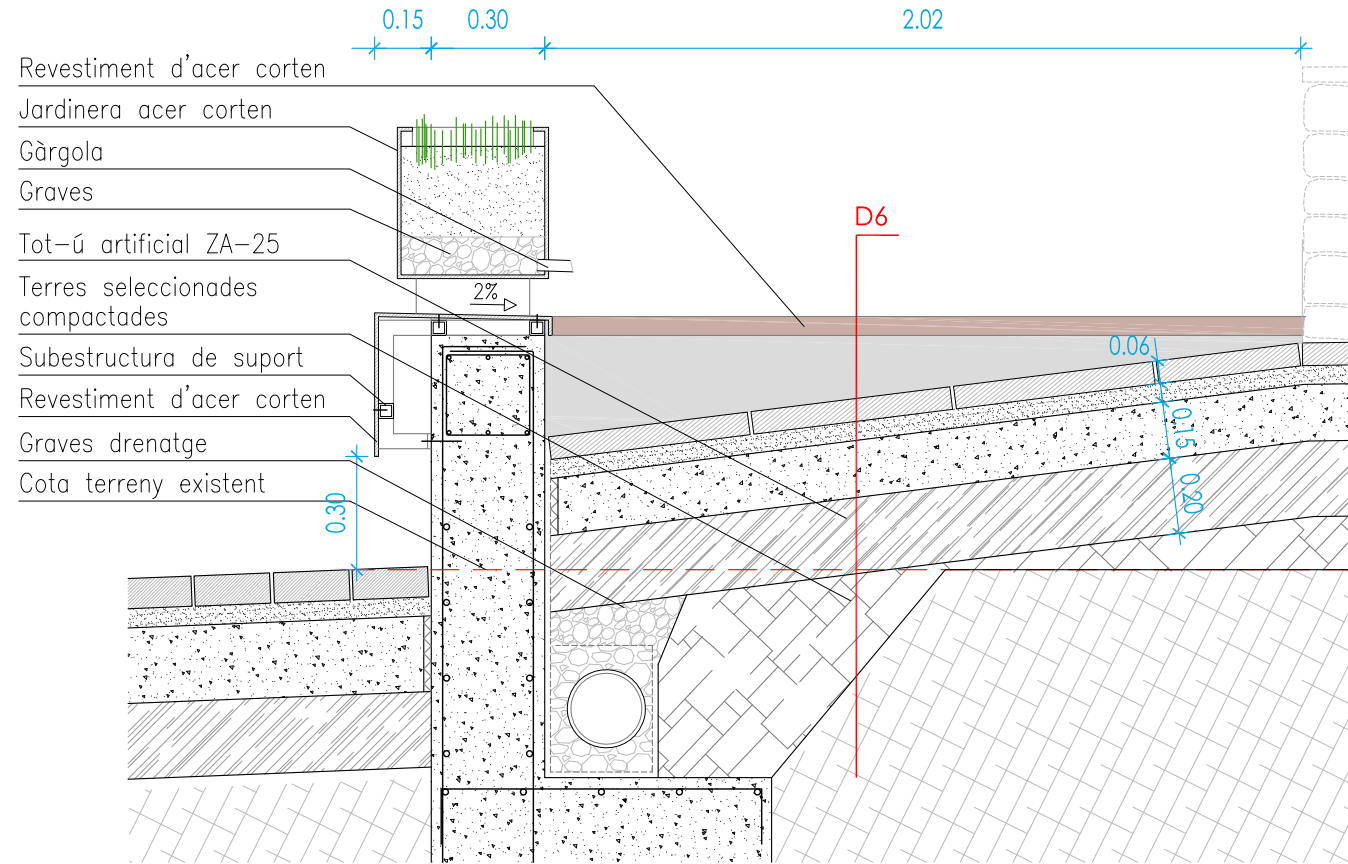 0.15
0.30
2.02
Revestiment d'acer corten
Jardinera acer corten
Gàrgola
Graves
Tot-ú artificial ZA-25
Terres seleccionades
compactades
Subestructura de suport
Revestiment d'acer corten
Graves drenatge
Cota terreny existent
D6
2%
0.06
0.15
0.20
0.30